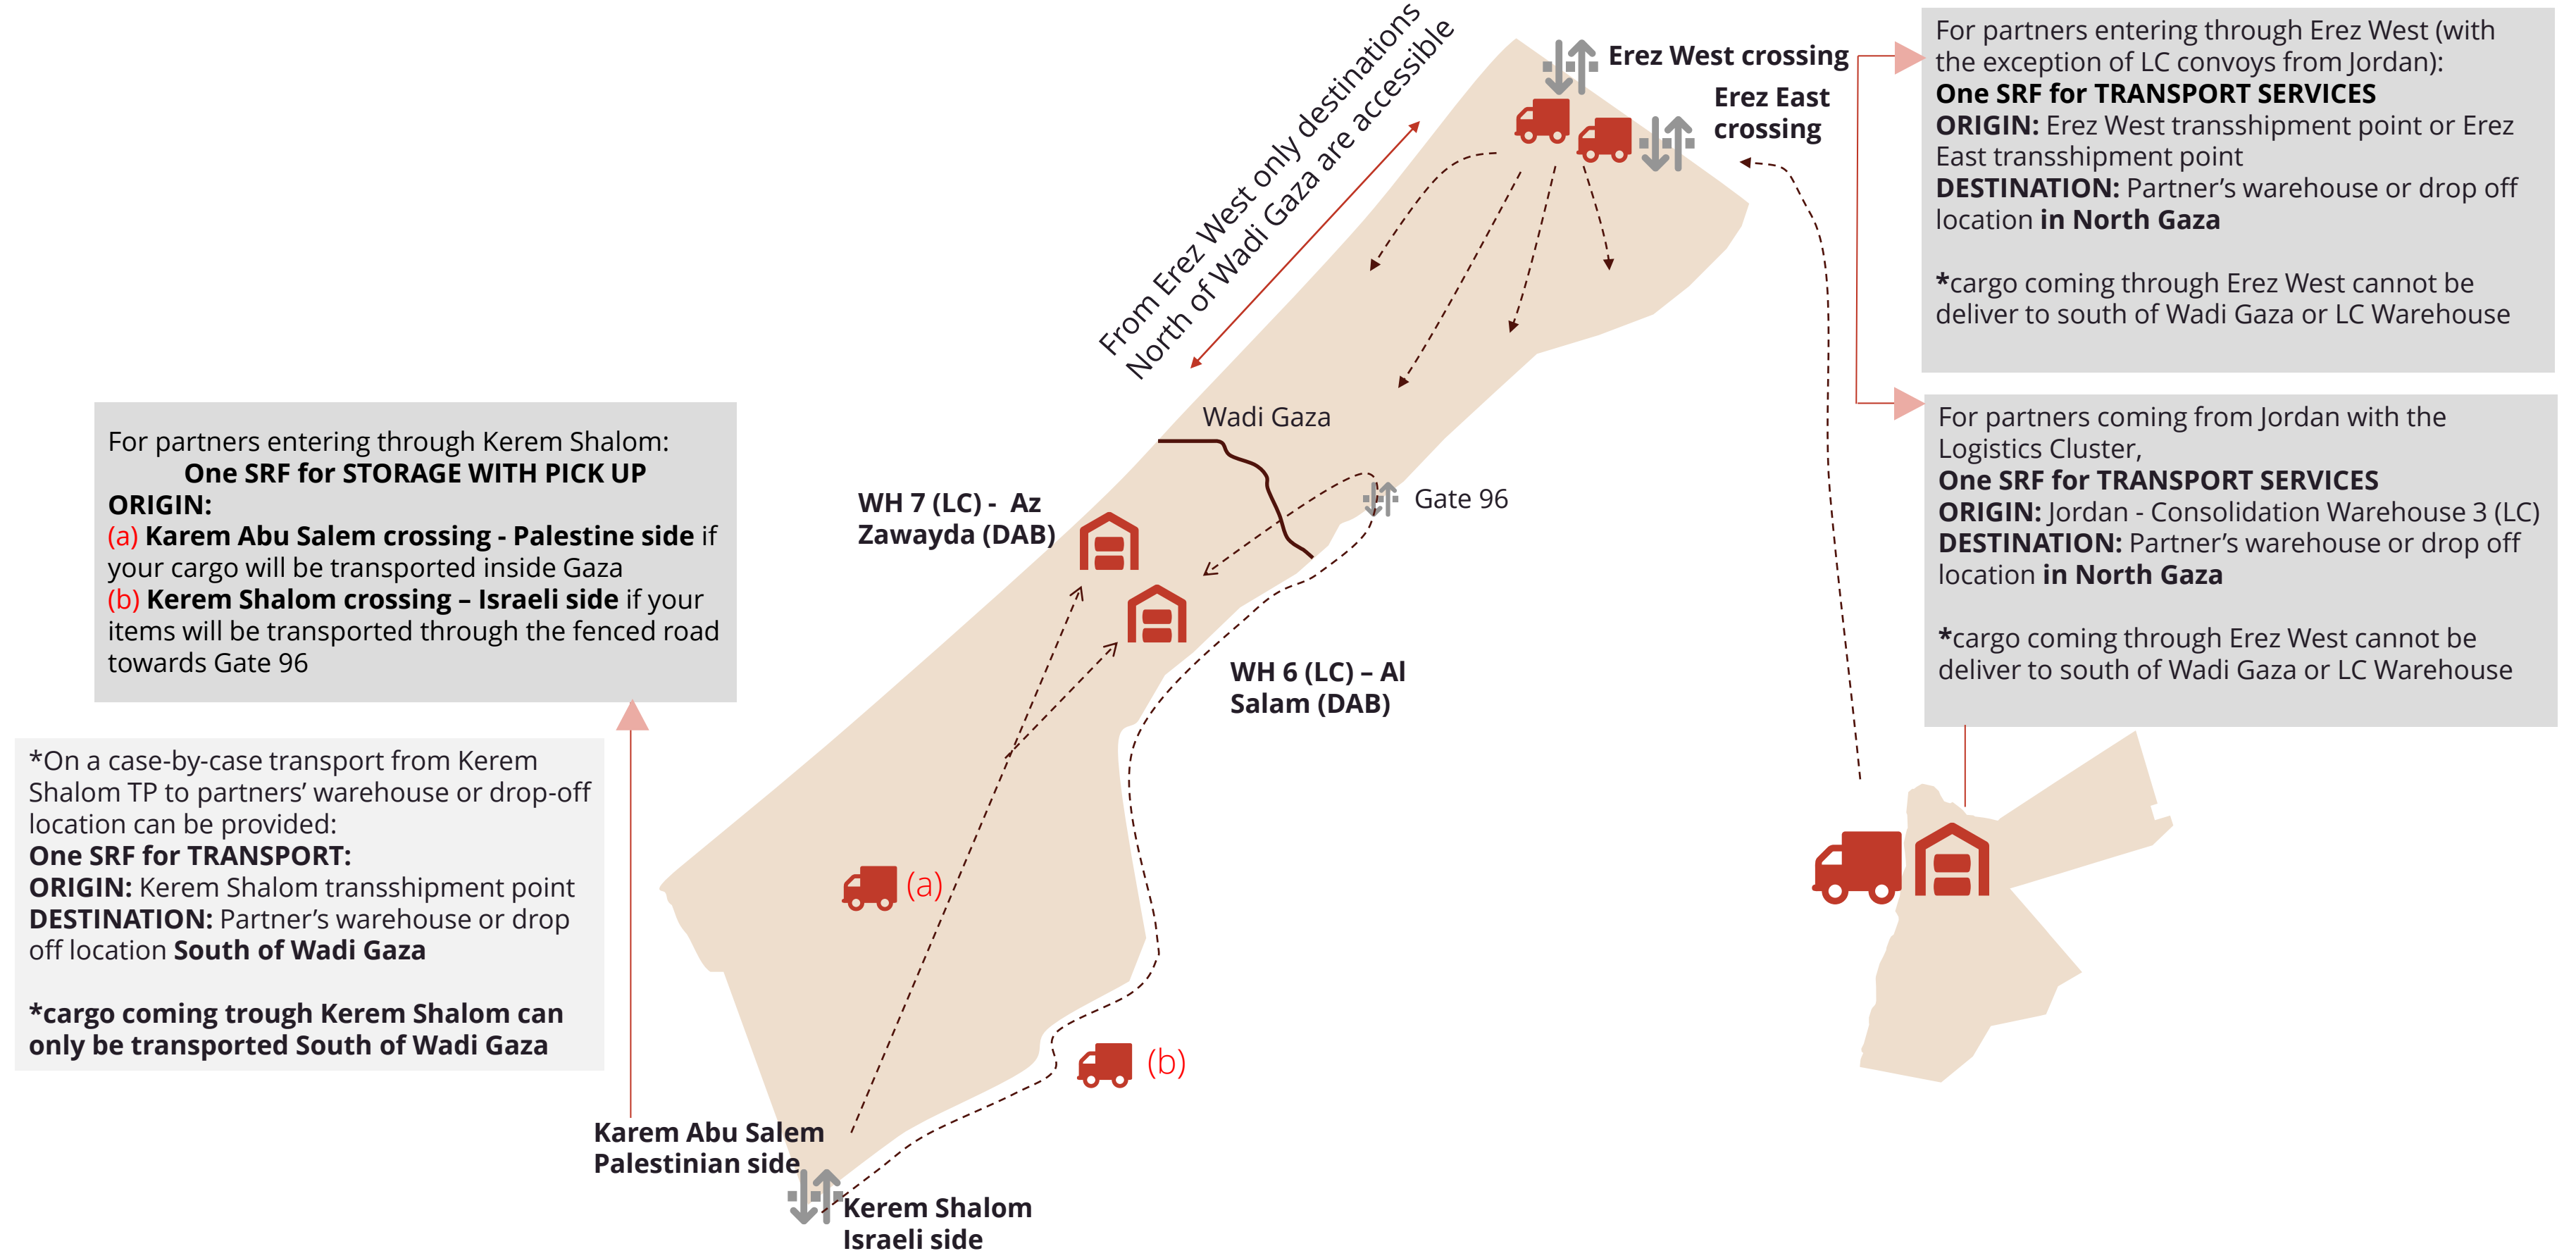 From Erez West only destinations
North of Wadi Gaza are accessible
Erez West crossing
Erez East
crossing
For partners entering through Erez West (with
the exception of LC convoys from Jordan):
One SRF for TRANSPORT SERVICES
ORIGIN: Erez West transshipment point or Erez
East transshipment point
DESTINATION: Partner’s warehouse or drop off
location in North Gaza
*cargo coming through Erez West cannot be
deliver to south of Wadi Gaza or LC Warehouse
For partners coming from Jordan with the
Logistics Cluster,
One SRF for TRANSPORT SERVICES
ORIGIN: Jordan - Consolidation Warehouse 3 (LC)
DESTINATION: Partner’s warehouse or drop off
location in North Gaza
*cargo coming through Erez West cannot be
deliver to south of Wadi Gaza or LC Warehouse
Wadi Gaza
Gate 96
WH 7 (LC) - Az
Zawayda (DAB)
WH 6 (LC) – Al
Salam (DAB)
For partners entering through Kerem Shalom:
One SRF for STORAGE WITH PICK UP
ORIGIN:
(a) Karem Abu Salem crossing - Palestine side if
your cargo will be transported inside Gaza
(b) Kerem Shalom crossing – Israeli side if your
items will be transported through the fenced road
towards Gate 96
*On a case-by-case transport from Kerem
Shalom TP to partners’ warehouse or drop-off
location can be provided:
One SRF for TRANSPORT:
ORIGIN: Kerem Shalom transshipment point
DESTINATION: Partner’s warehouse or drop
off location South of Wadi Gaza
*cargo coming trough Kerem Shalom can
only be transported South of Wadi Gaza
(a)
(b)
Karem Abu Salem
Palestinian side
Kerem Shalom
Israeli side